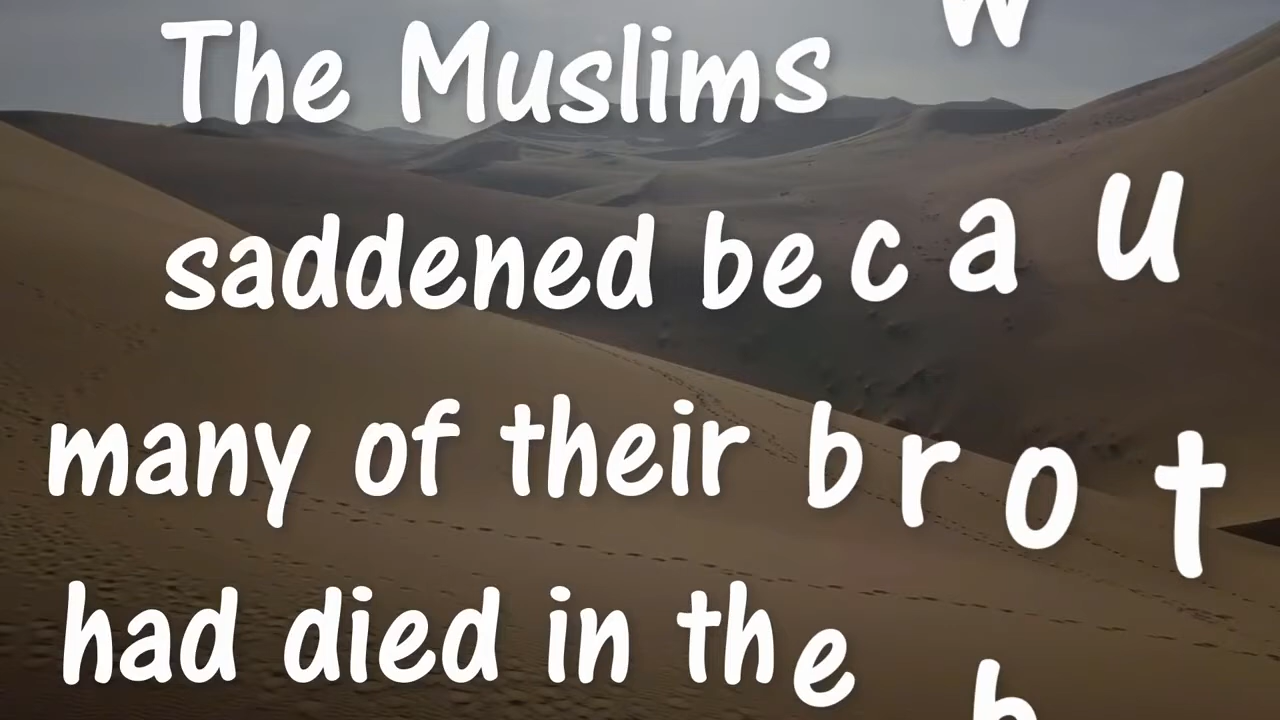 The Muslims w
saddened becau
many of their brot
had died in the b